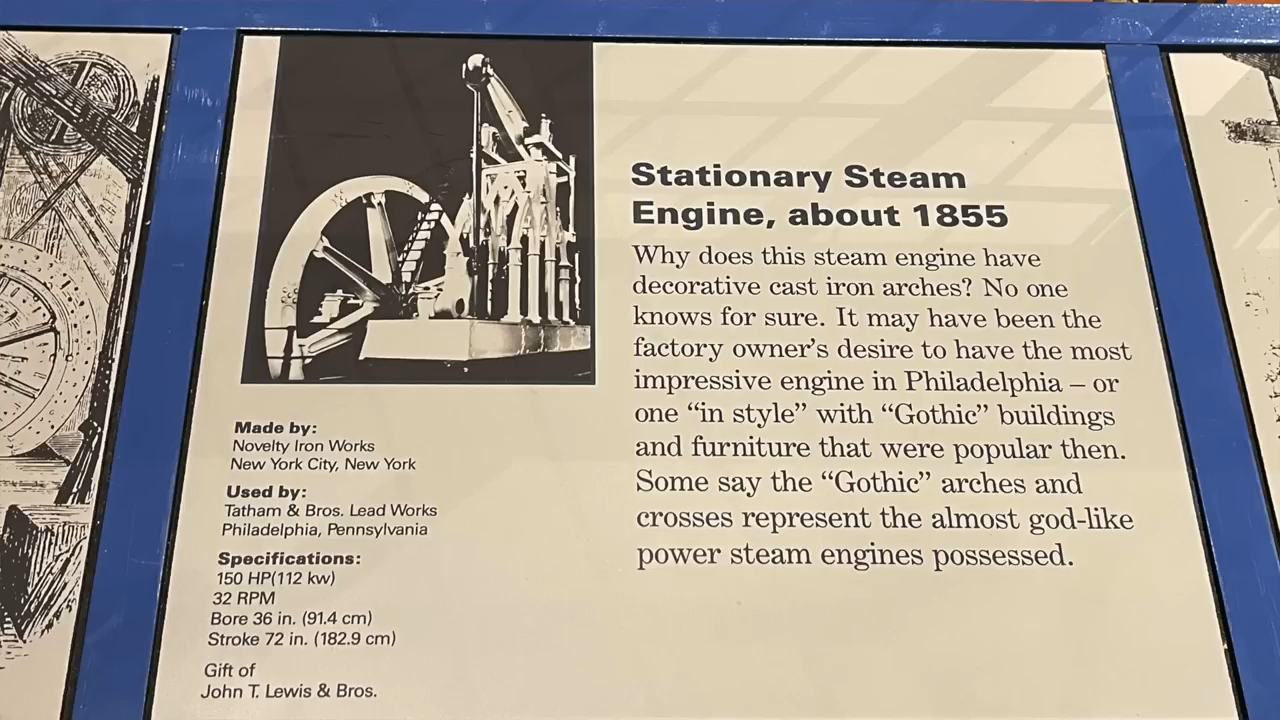 Stationary Steam
Engine, about 1855
Why does this steam engine have
decorative cast iron arches? No one
knows for sure. It may have been the
factory owner's desire to have the most
impressive engine in Philadelphia – or
one “in style” with “Gothic” buildings
and furniture that were popular then.
Some say the “Gothic” arches and
crosses represent the almost god-like
power steam engines possessed.
Made by:
Novelty Iron Works
New York City, New York
Used by:
Tatham & Bros. Lead Works
Philadelphia, Pennsylvania
Specifications:
150 HP(112 kw)
32 RPM
Bore 36 in. (91.4 cm)
Stroke 72 in. (182.9 cm)
Gift of
John T. Lewis & Bros.